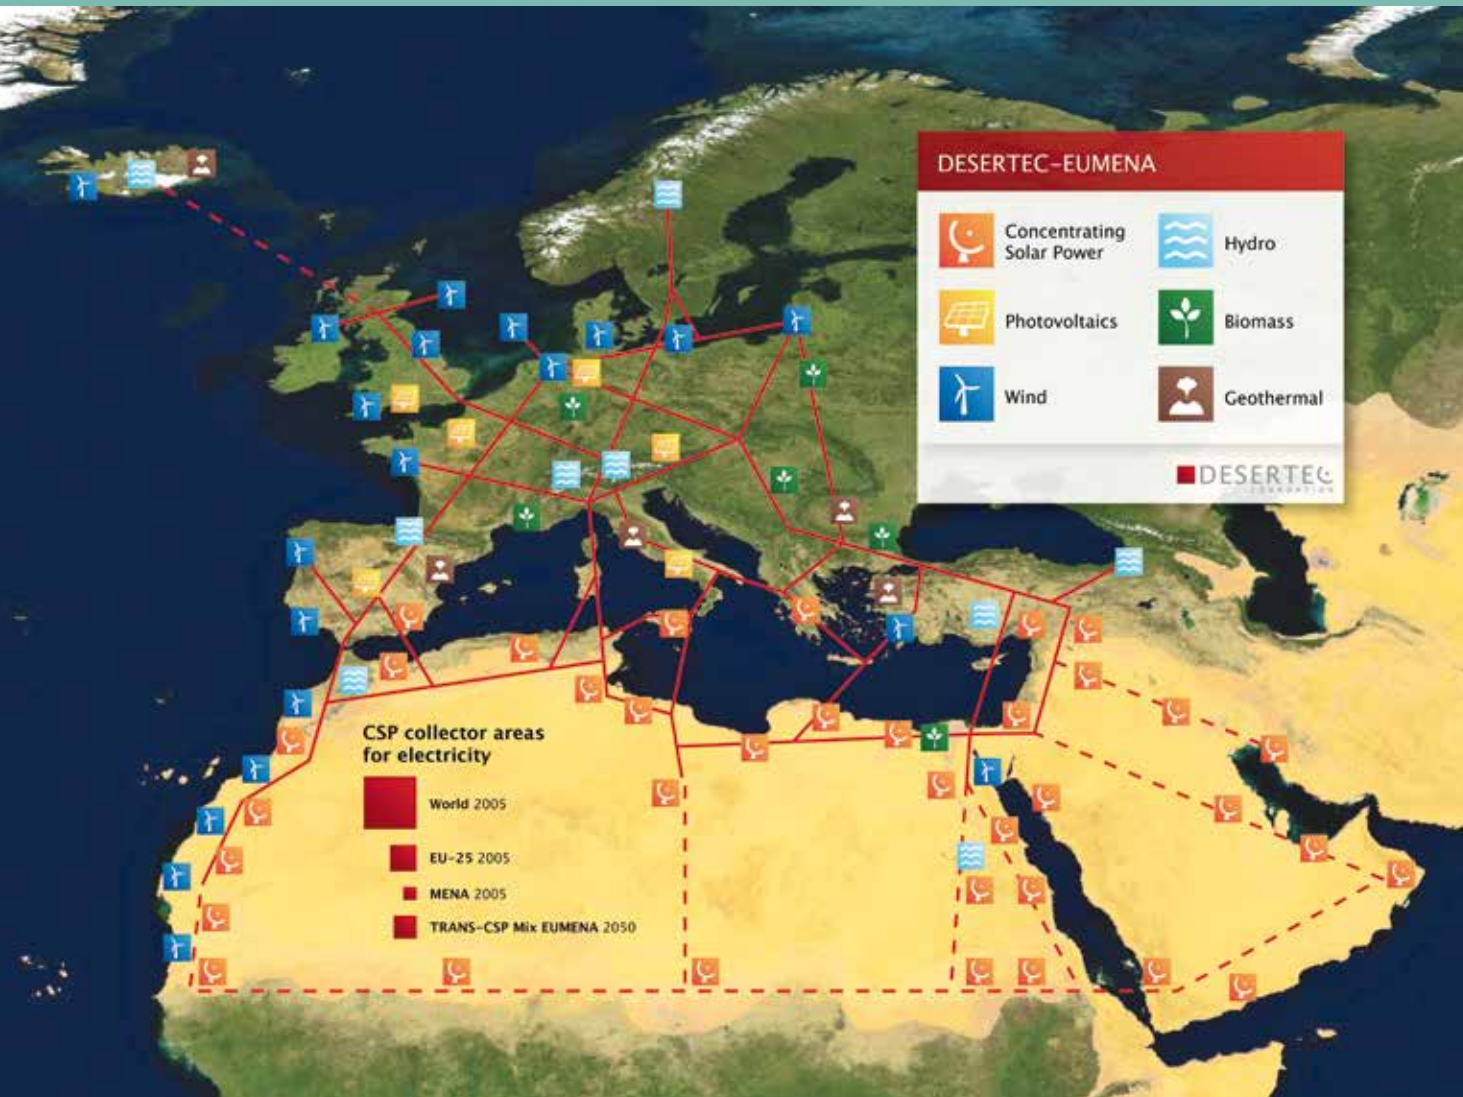 DESERTEC–EUMENA
Concentrating
Solar Power
Hydro
Photovoltaics
Biomass
Wind
Geothermal
DESERTEC
FOUNDATION
CSP collector areas
for electricity
World 2005
EU–25 2005
MENA 2005
TRANS–CSP Mix EUMENA 2050